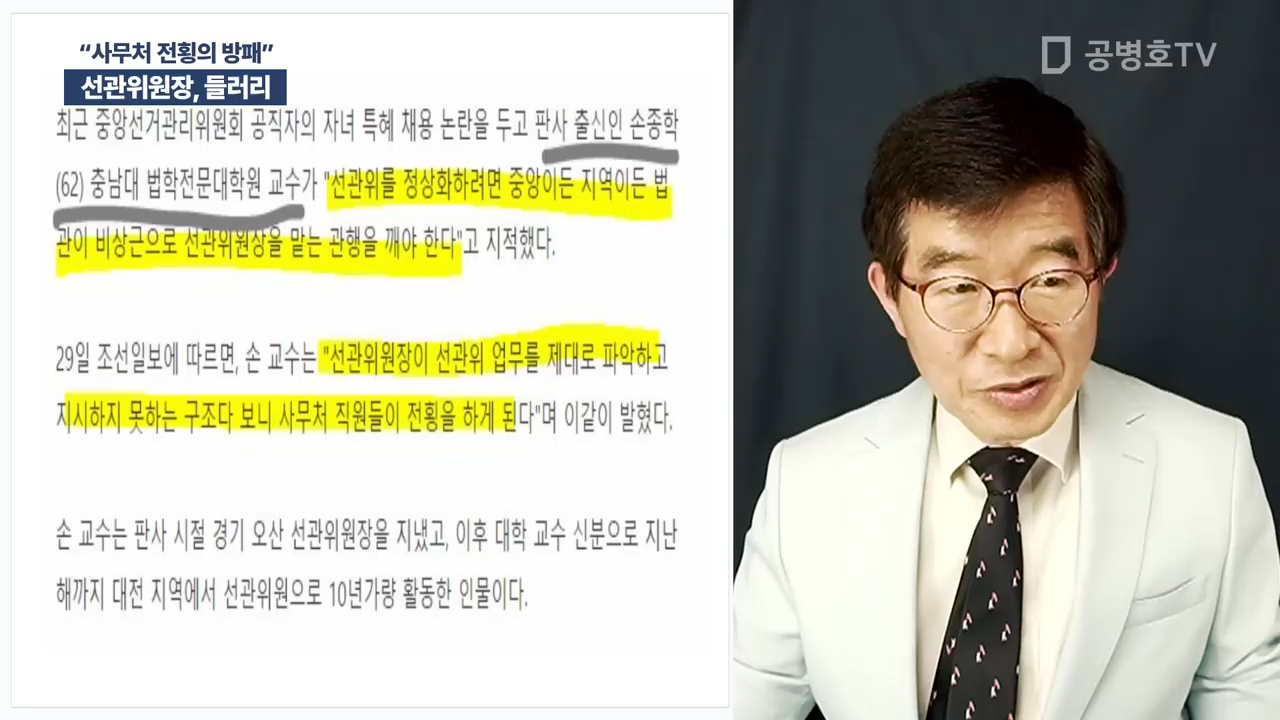 “사무처 전횡의 방패”
선관위원장, 들러리
공병호TV
최근 중앙선거관리위원회 공직자의 자녀 특혜 채용 논란을 두고 판사 출신인 손종학
(62) 충남대 법학전문대학원 교수가 "선관위를 정상화하려면 중앙이든 지역이든 법
관이 비상근으로 선관위원장을 맡는 관행을 깨야 한다"고 지적했다.
29일 조선일보에 따르면, 손 교수는 "선관위원장이 선관위 업무를 제대로 파악하고
지시하지 못하는 구조다 보니 사무처 직원들이 전횡을 하게 된다"며 이같이 밝혔다.
손 교수는 판사 시절 경기 오산 선관위원장을 지냈고, 이후 대학 교수 신분으로 지난
해까지 대전 지역에서 선관위원으로 10년가량 활동한 인물이다.